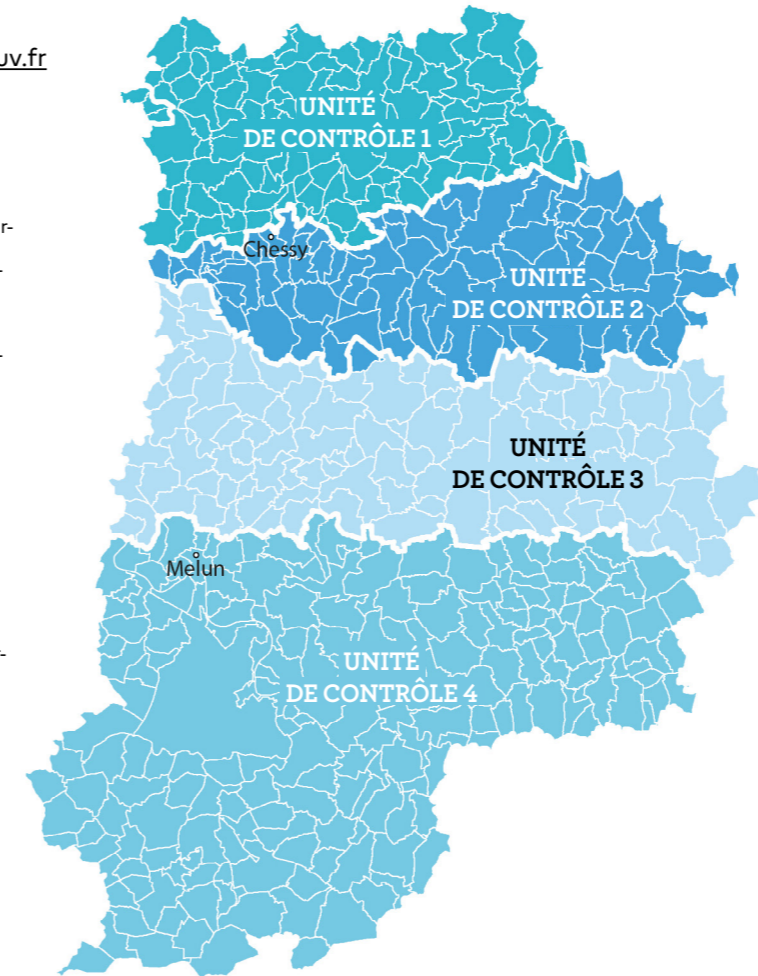 uv.fr
UNITÉ
DE CONTRÔLE 1
r-
-
Chessy
UNITÉ
DE CONTRÔLE 2
-
UNITÉ
DE CONTRÔLE 3
Melun
UNITÉ
DE CONTRÔLE 4